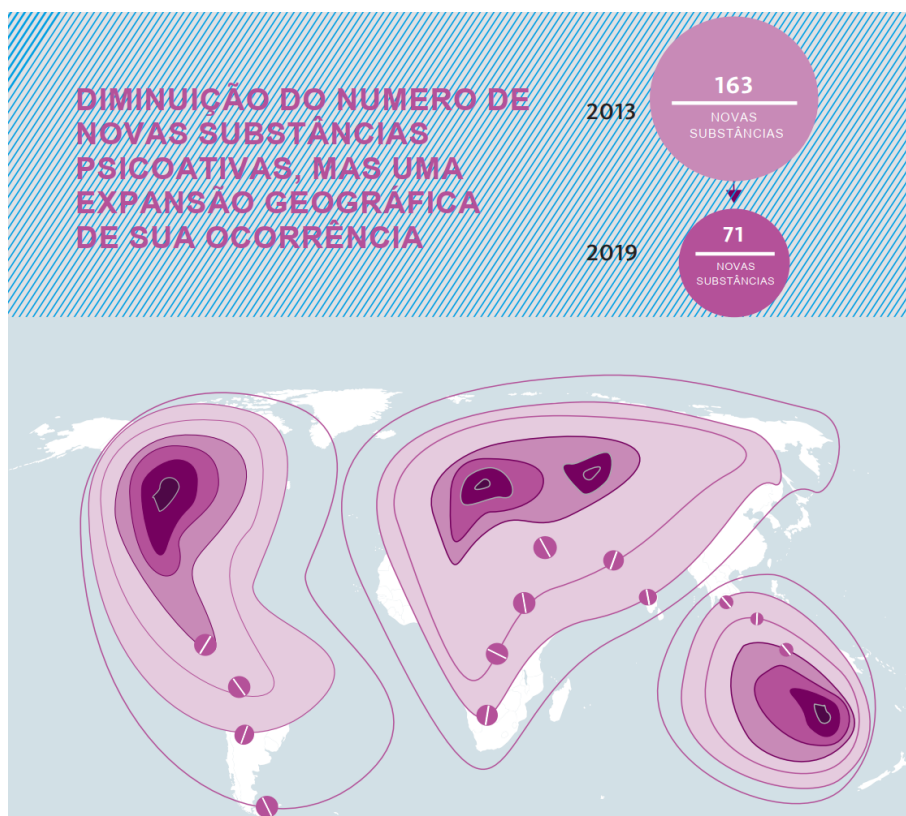 DIMINUIÇÃO DO NUMERO DE
NOVAS SUBSTÂNCIAS
PSICOATIVAS, MAS UMA
EXPANSÃO GEOGRÁFICA
DE SUA OCORRÊNCIA
2013
163
NOVAS
SUBSTÂNCIAS
2019
71
NOVAS
SUBSTÂNCIAS